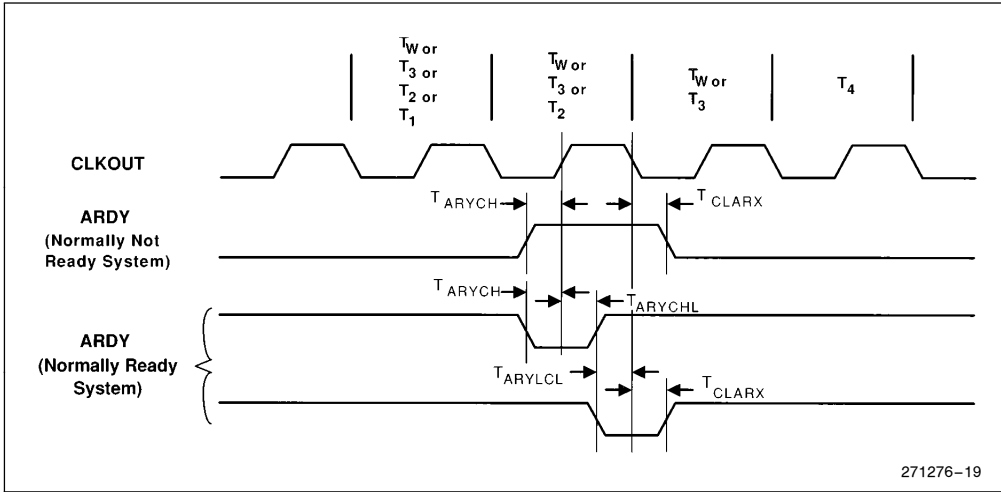 TW or
T3 or
T2 or
T1
TW or
T3 or
T2
TW or
T3
T4
CLKOUT
TARYCH
TCLARX
ARDY
(Normally Not
Ready System)
TARYCH
TARYCHL
ARDY
(Normally Ready
System)
TARYLCL
TCLARX
271276–19